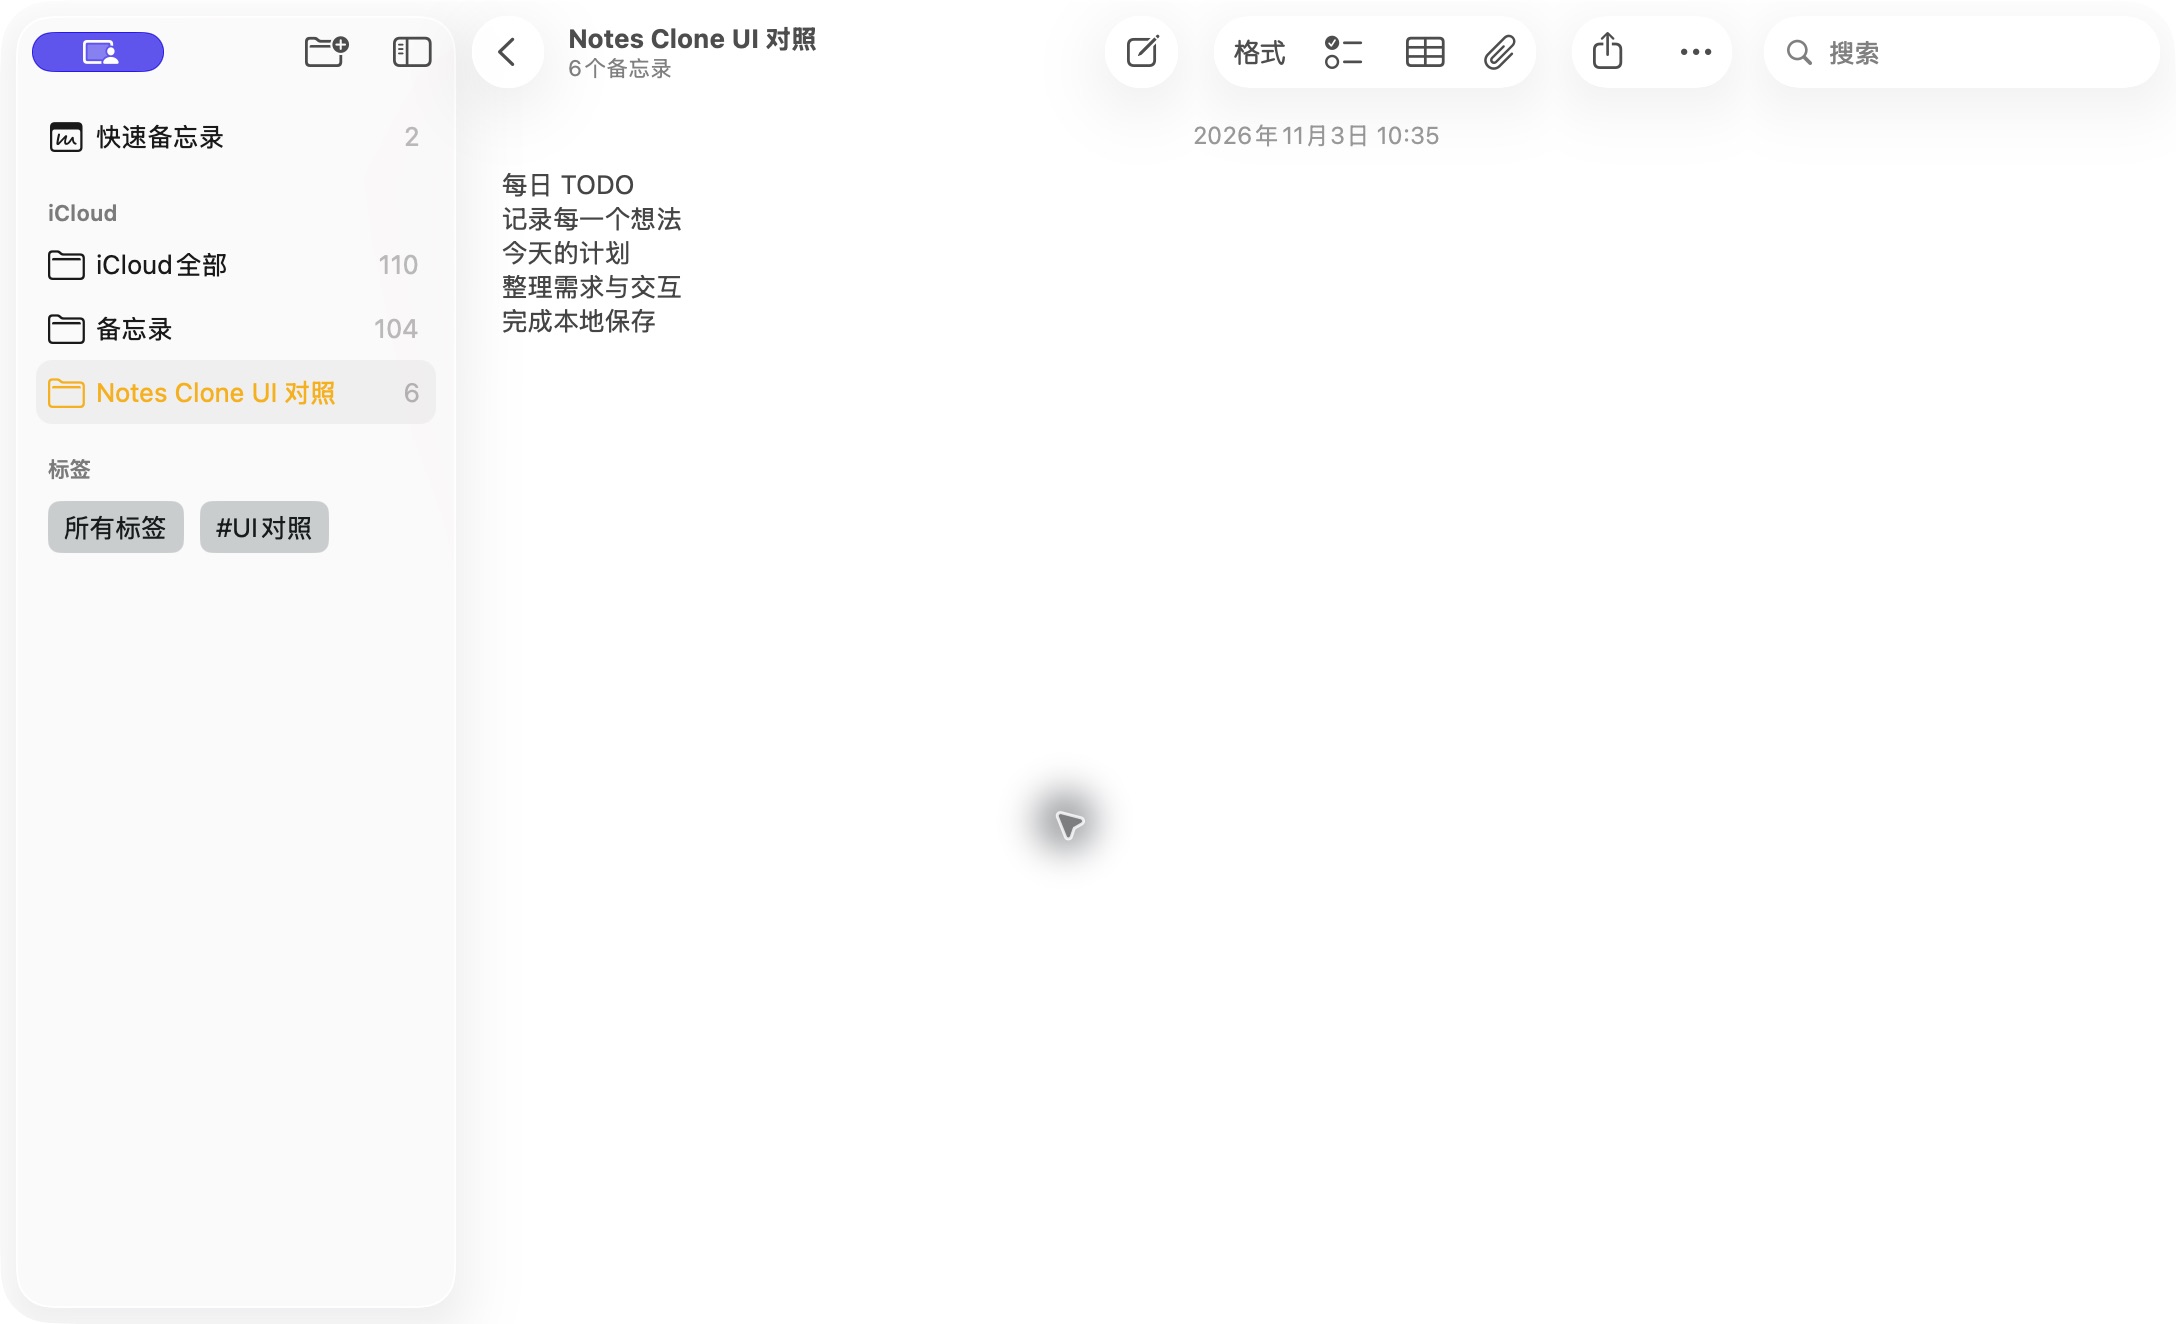 Notes Clone UI 对照
6个备忘录
格式
搜索
快速备忘录 2
iCloud
iCloud全部 110
备忘录 104
Notes Clone UI 对照 6
标签
所有标签 #UI对照
2026年11月3日 10:35
每日 TODO
记录每一个想法
今天的计划
整理需求与交互
完成本地保存